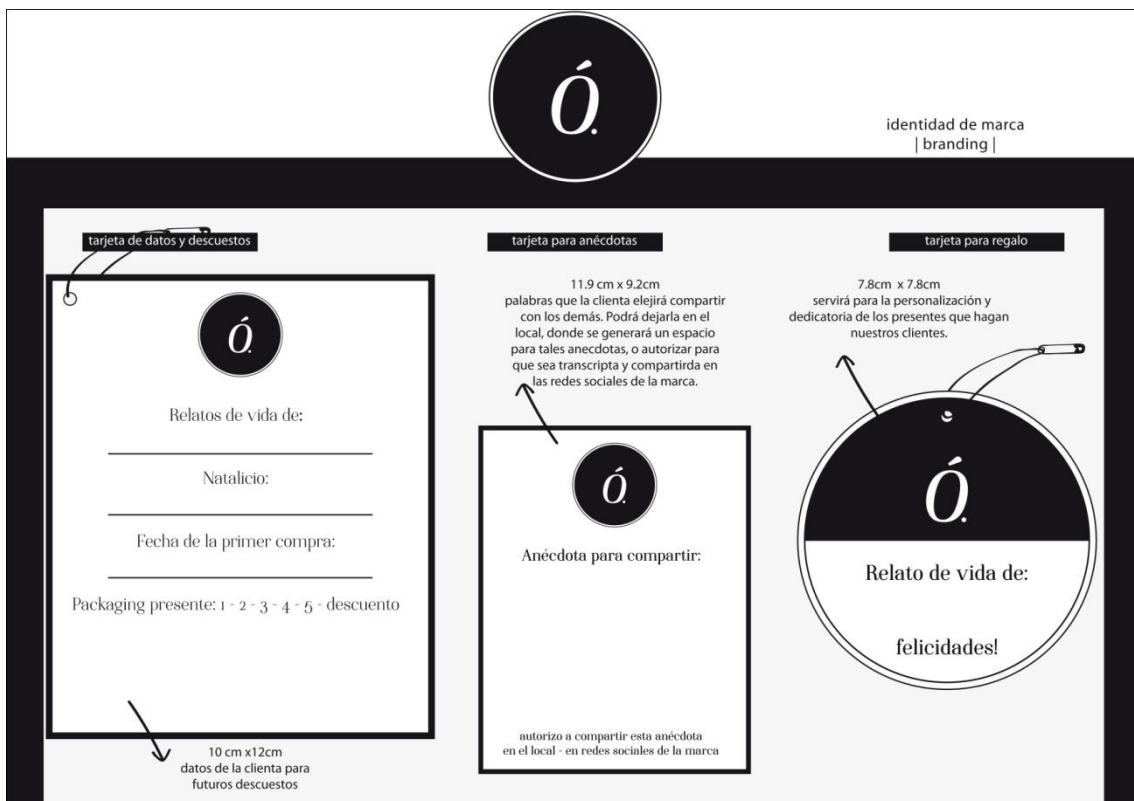 Ó.
identidad de marca
| branding |
tarjeta de datos y descuestos
Ó.
Relatos de vida de:
Natalicio:
Fecha de la primer compra:
Packaging presente: 1 - 2 - 3 - 4 - 5 - descuento
10 cm x12cm
datos de la clienta para
futuros descuentos
tarjeta para anécdotas
11.9 cm x 9.2cm
palabras que la clienta elejirá compartir
con los demás. Podrá dejarla en el
local, donde se generará un espacio
para tales anecdotas, o autorizar para
que sea transcripta y compartirda en
las redes sociales de la marca.
Ó.
Anécdota para compartir:
autorizo a compartir esta anécdota
en el local - en redes sociales de la marca
tarjeta para regalo
7.8cm x 7.8cm
servirá para la personalización y
dedicatoria de los presentes que hagan
nuestros clientes.
Ó.
Relato de vida de:
felicidades!